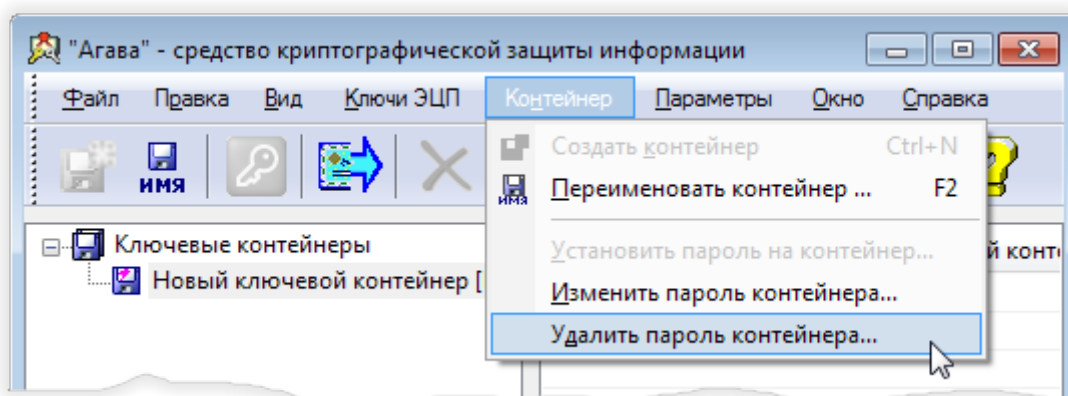 "Агава" - средство криптографической защиты информации
Файл Правка Вид Ключи ЭЦП Контейнер Параметры Окно Справка
имя
Создать контейнер Ctrl+N
имя Переименовать контейнер ... F2
Ключевые контейнеры
Установить пароль на контейнер...
Новый ключевой контейнер [
Изменить пароль контейнера...
Удалить пароль контейнера...